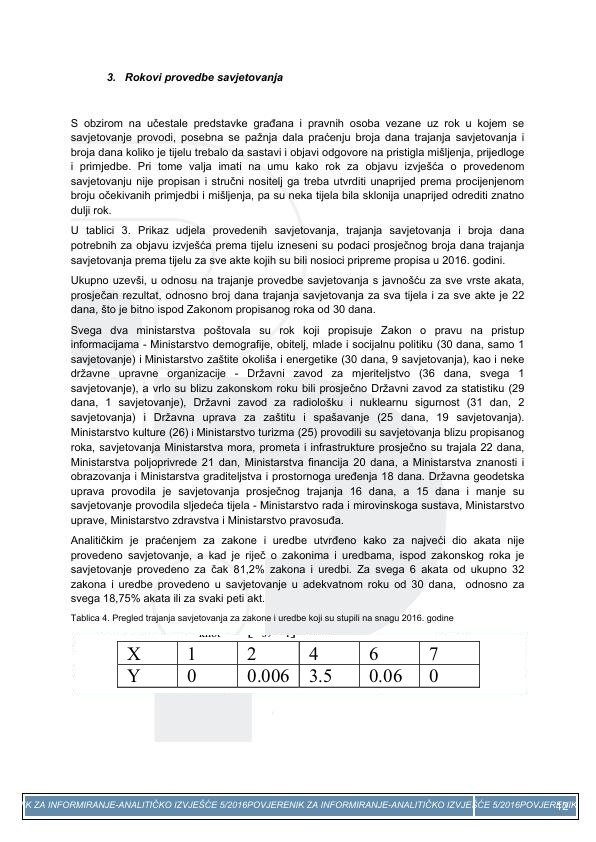 3. Rokovi provedbe savjetovanja
S obzirom na učestale predstavke građana i pravnih osoba vezane uz rok u kojem se
savjetovanje provodi, posebna se pažnja dala praćenju broja dana trajanja savjetovanja i
broja dana koliko je tijelu trebalo da sastavi i objavi odgovore na pristigla mišljenja, prijedloge
i primjedbe. Pri tome valja imati na umu kako rok za objavu izvješća o provedenom
savjetovanju nije propisan i stručni nositelj ga treba utvrditi unaprijed prema procijenjenom
broju očekivanih primjedbi i mišljenja, pa su neka tijela bila sklonija unaprijed odrediti znatno
dulji rok.
U tablici 3. Prikaz udjela provedenih savjetovanja, trajanja savjetovanja i broja dana
potrebnih za objavu izvješća prema tijelu izneseni su podaci prosječnog broja dana trajanja
savjetovanja prema tijelu za sve akte kojih su bili nosioci pripreme propisa u 2016. godini.
Ukupno uzevši, u odnosu na trajanje provedbe savjetovanja s javnošću za sve vrste akata,
prosječan rezultat, odnosno broj dana trajanja savjetovanja za sva tijela i za sve akte je 22
dana, što je bitno ispod Zakonom propisanog roka od 30 dana.
Svega dva ministarstva poštovala su rok koji propisuje Zakon o pravu na pristup
informacijama - Ministarstvo demografije, obitelj, mlade i socijalnu politiku (30 dana, samo 1
savjetovanje) i Ministarstvo zaštite okoliša i energetike (30 dana, 9 savjetovanja), kao i neke
državne upravne organizacije - Državni zavod za mjeriteljstvo (36 dana, svega 1
savjetovanje), a vrlo su blizu zakonskom roku bili prosječno Državni zavod za statistiku (29
dana, 1 savjetovanje), Državni zavod za radiološku i nuklearnu sigurnost (31 dan, 2
savjetovanja) i Državna uprava za zaštitu i spašavanje (25 dana, 19 savjetovanja).
Ministarstvo kulture (26) i Ministarstvo turizma (25) provodili su savjetovanja blizu propisanog
roka, savjetovanja Ministarstva mora, prometa i infrastrukture prosječno su trajala 22 dana,
Ministarstva poljoprivrede 21 dan, Ministarstva financija 20 dana, a Ministarstva znanosti i
obrazovanja i Ministarstva graditeljstva i prostornoga uređenja 18 dana. Državna geodetska
uprava provodila je savjetovanja prosječnog trajanja 16 dana, a 15 dana i manje su
savjetovanje provodila sljedeća tijela - Ministarstvo rada i mirovinskoga sustava, Ministarstvo
uprave, Ministarstvo zdravstva i Ministarstvo pravosuđa.
Analitičkim je praćenjem za zakone i uredbe utvrđeno kako za najveći dio akata nije
provedeno savjetovanje, a kad je riječ o zakonima i uredbama, ispod zakonskog roka je
savjetovanje provedeno za čak 81,2% zakona i uredbi. Za svega 6 akata od ukupno 32
zakona i uredbe provedeno u savjetovanje u adekvatnom roku od 30 dana, odnosno za
svega 18,75% akata ili za svaki peti akt.
Tablica 4. Pregled trajanja savjetovanja za zakone i uredbe koji su stupili na snagu 2016. godine
X 1 2 4 6 7
Y 0 0.006 3.5 0.06 0
IK ZA INFORMIRANJE-ANALITIČKO IZVJEŠĆE 5/2016POVJERENIK ZA INFORMIRANJE-ANALITIČKO IZVJEŠĆE 5/2016POVJERENIK